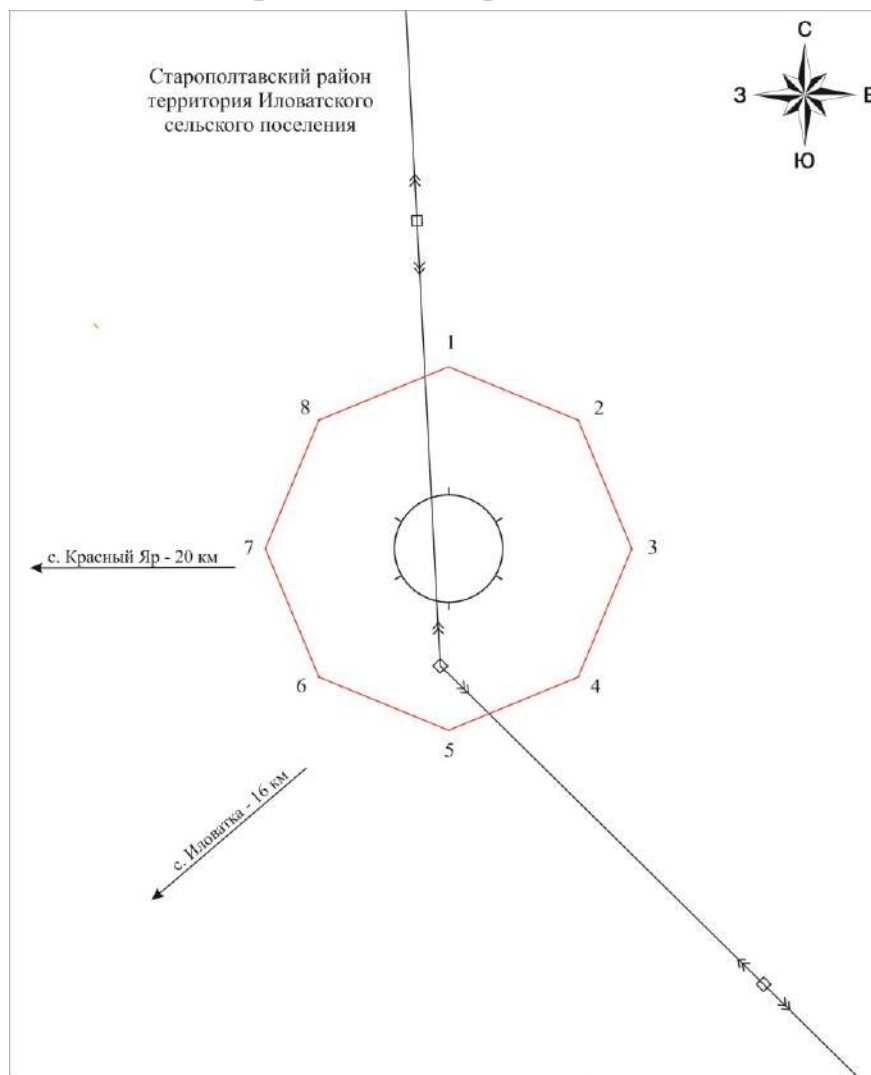 Старополтавский район
территория Иловатского
сельского поселения
С
З
В
Ю
1
8
2
7
3
с. Красный Яр - 20 км
6
4
5
с. Иловатка - 16 км